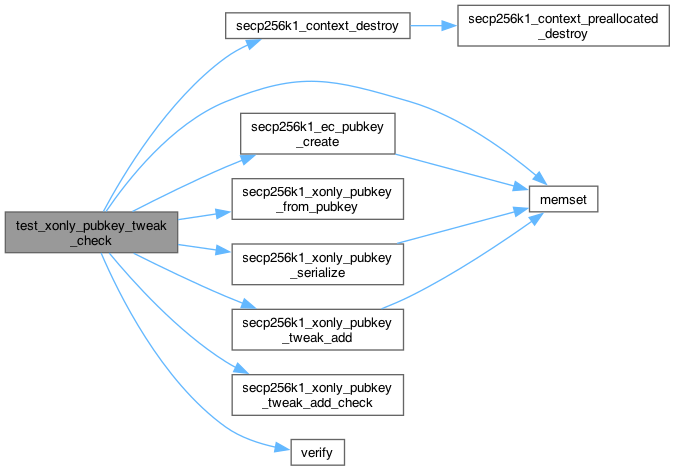 secp256k1_context_destroy
secp256k1_context_preallocated
_destroy
secp256k1_ec_pubkey
_create
secp256k1_xonly_pubkey
_from_pubkey
memset
test_xonly_pubkey_tweak
_check
secp256k1_xonly_pubkey
_serialize
secp256k1_xonly_pubkey
_tweak_add
secp256k1_xonly_pubkey
_tweak_add_check
verify